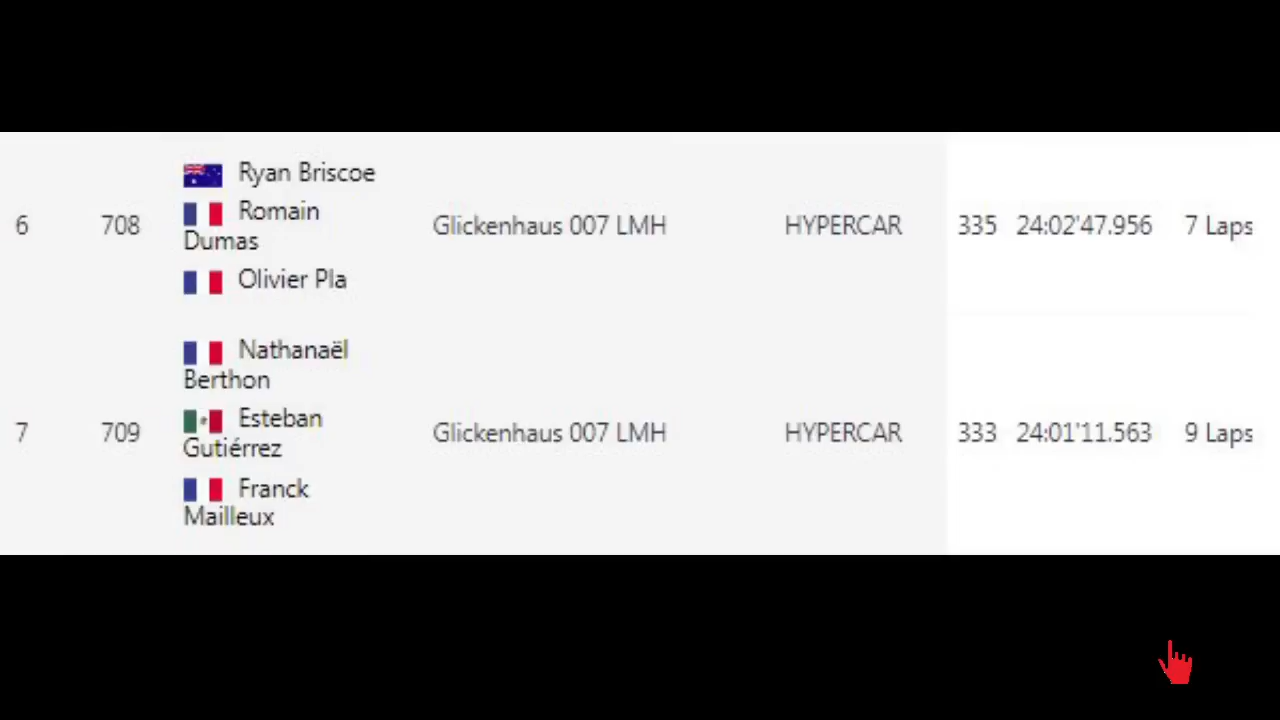 Ryan Briscoe
Romain
6 708 Dumas Glickenhaus 007 LMH HYPERCAR 335 24:02'47.956 7 Laps
Olivier Pla
Nathanaël
Berthon
Esteban
7 709 Gutiérrez Glickenhaus 007 LMH HYPERCAR 333 24:01'11.563 9 Laps
Franck
Mailleux